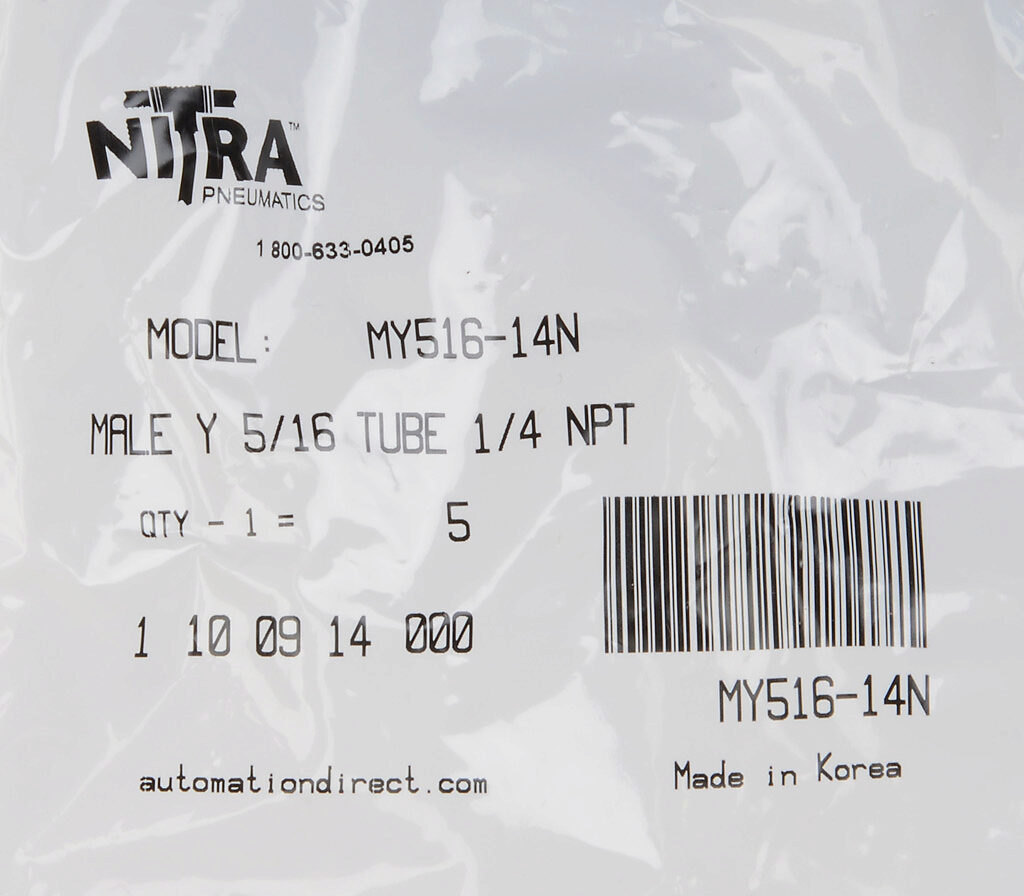 NITRA™
PNEUMATICS
1 800-633-0405
MODEL: MY516-14N
MALE Y 5/16 TUBE 1/4 NPT
QTY - 1 = 5
1 10 09 14 000
MY516-14N
automationdirect.com
Made in Korea